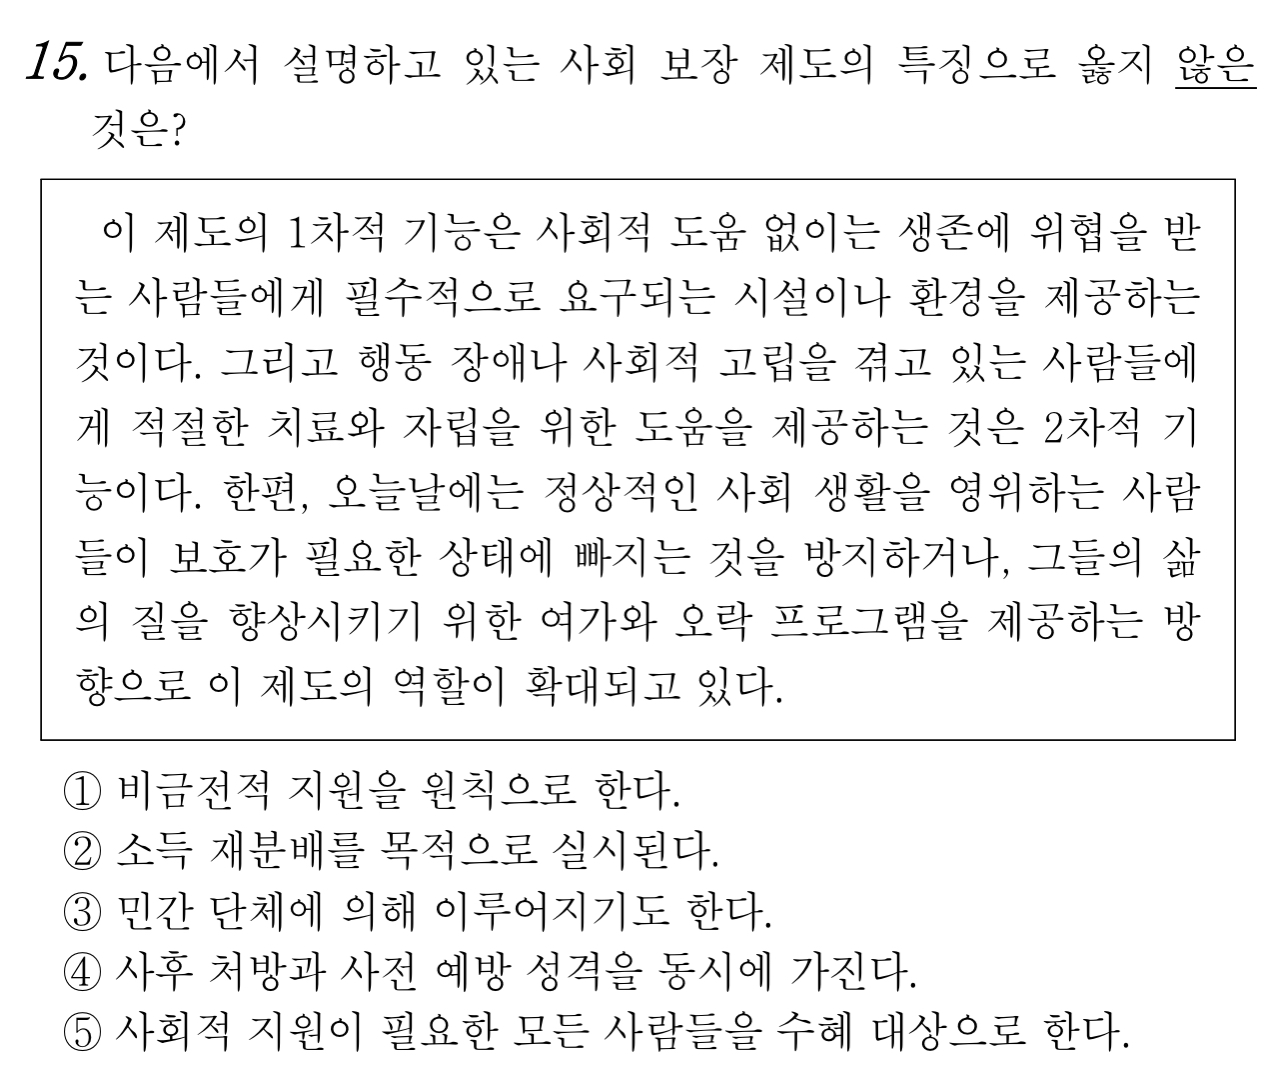 15. 다음에서 설명하고 있는 사회 보장 제도의 특징으로 옳지 않은
것은?
이 제도의 1차적 기능은 사회적 도움 없이는 생존에 위협을 받
는 사람들에게 필수적으로 요구되는 시설이나 환경을 제공하는
것이다. 그리고 행동 장애나 사회적 고립을 겪고 있는 사람들에
게 적절한 치료와 자립을 위한 도움을 제공하는 것은 2차적 기
능이다. 한편, 오늘날에는 정상적인 사회 생활을 영위하는 사람
들이 보호가 필요한 상태에 빠지는 것을 방지하거나, 그들의 삶
의 질을 향상시키기 위한 여가와 오락 프로그램을 제공하는 방
향으로 이 제도의 역할이 확대되고 있다.
① 비금전적 지원을 원칙으로 한다.
② 소득 재분배를 목적으로 실시된다.
③ 민간 단체에 의해 이루어지기도 한다.
④ 사후 처방과 사전 예방 성격을 동시에 가진다.
⑤ 사회적 지원이 필요한 모든 사람들을 수혜 대상으로 한다.